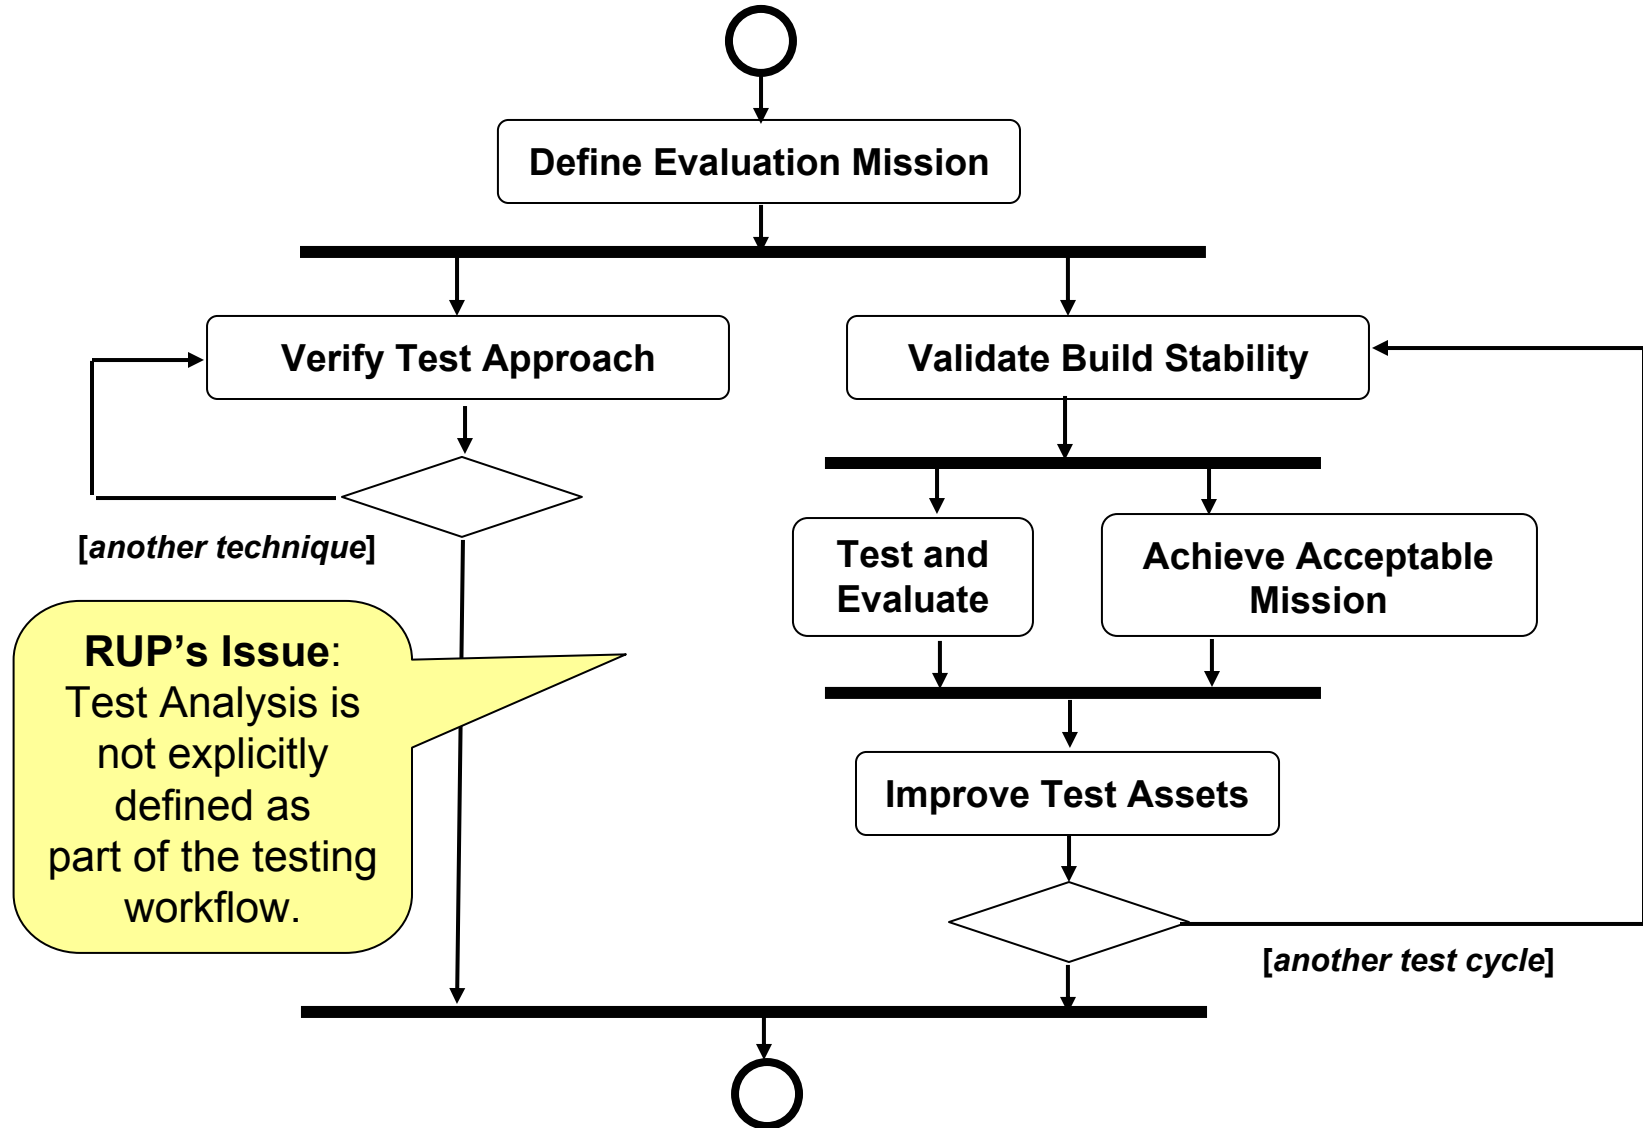 Define Evaluation Mission
Verify Test Approach
Validate Build Stability
[another technique]
Test and
Evaluate
Achieve Acceptable
Mission
RUP’s Issue:
Test Analysis is
not explicitly
defined as
part of the testing
workflow.
Improve Test Assets
[another test cycle]